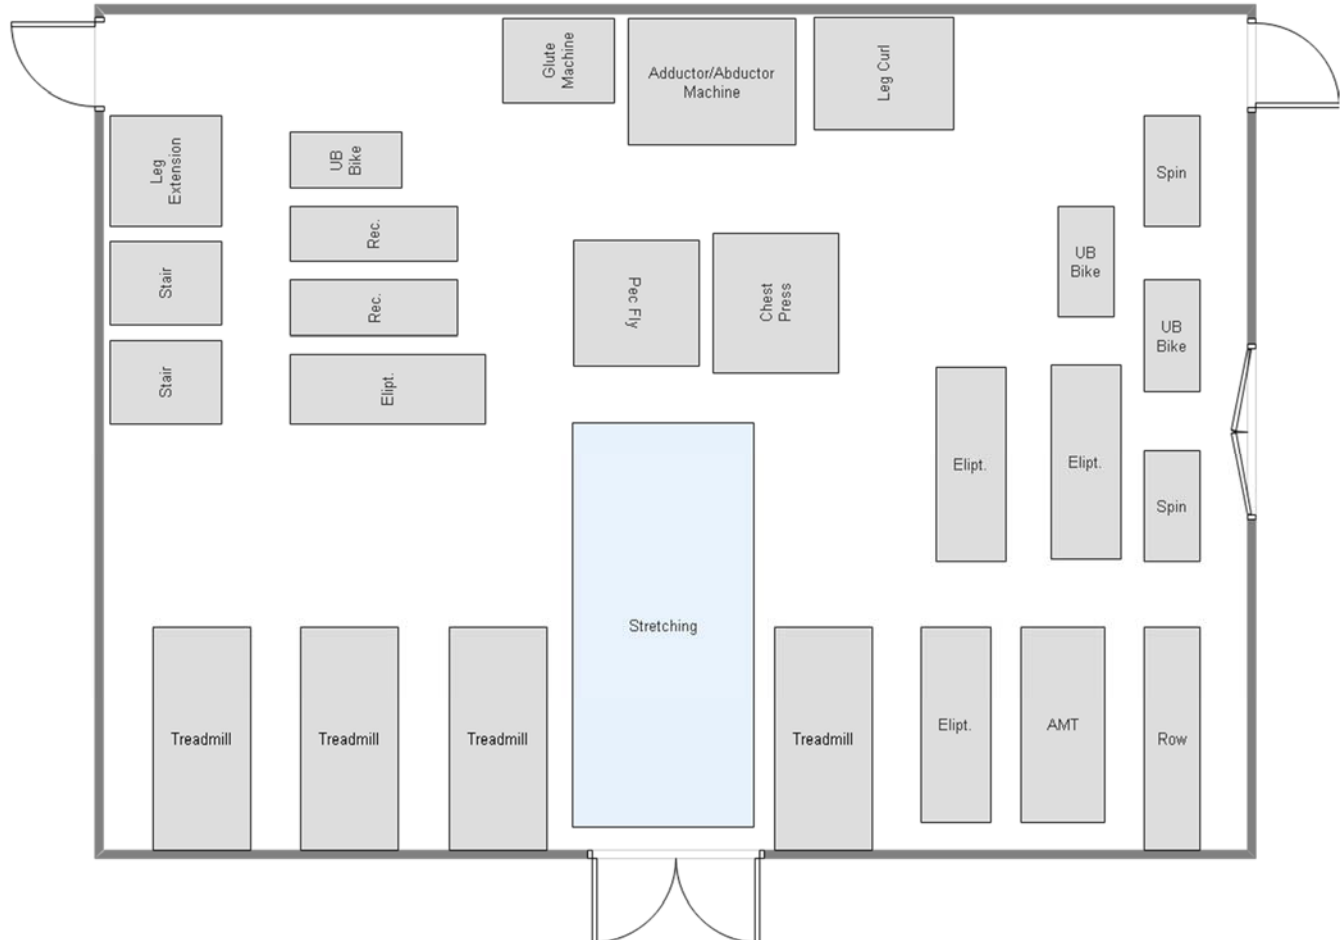 Glute
Machine
Adductor/Abductor
Machine
Leg Curl
Leg
Extension
UB
Bike
Spin
Rec.
UB
Bike
Stair
Pec Fly
Chest
Press
Rec.
UB
Bike
Stair
Elipt.
Elipt.
Elipt.
Spin
Stretching
Treadmill
Treadmill
Treadmill
Treadmill
Elipt.
AMT
Row